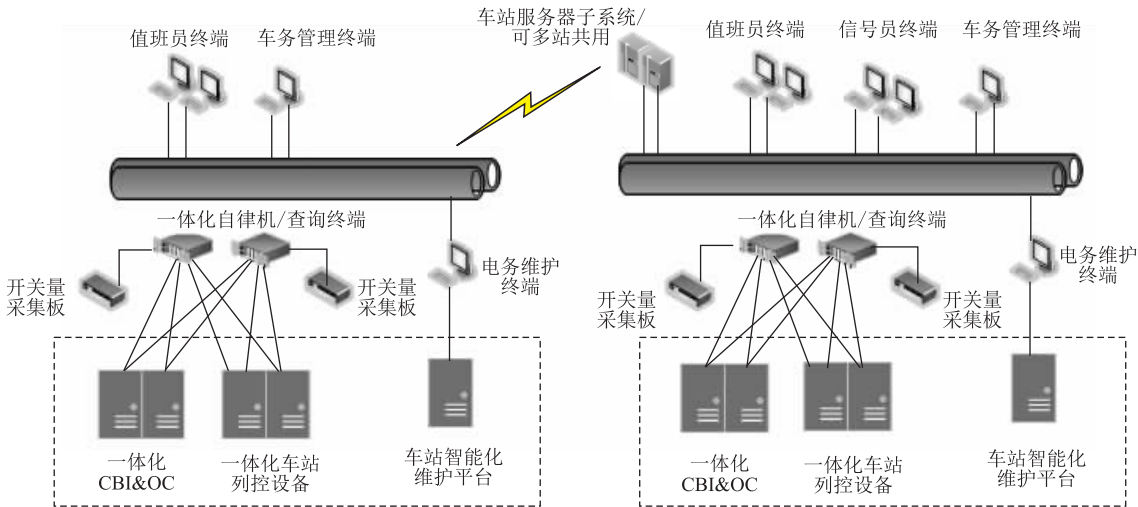 车站服务器子系统/
可多站共用
值班员终端
车务管理终端
值班员终端
信号员终端
车务管理终端
一体化自律机/查询终端
开关量
采集板
开关量
采集板
电务维护
终端
一体化
CBI&OC
一体化车站
列控设备
车站智能化
维护平台
一体化自律机/查询终端
开关量
采集板
开关量
采集板
电务维护
终端
一体化
CBI&OC
一体化车站
列控设备
车站智能化
维护平台